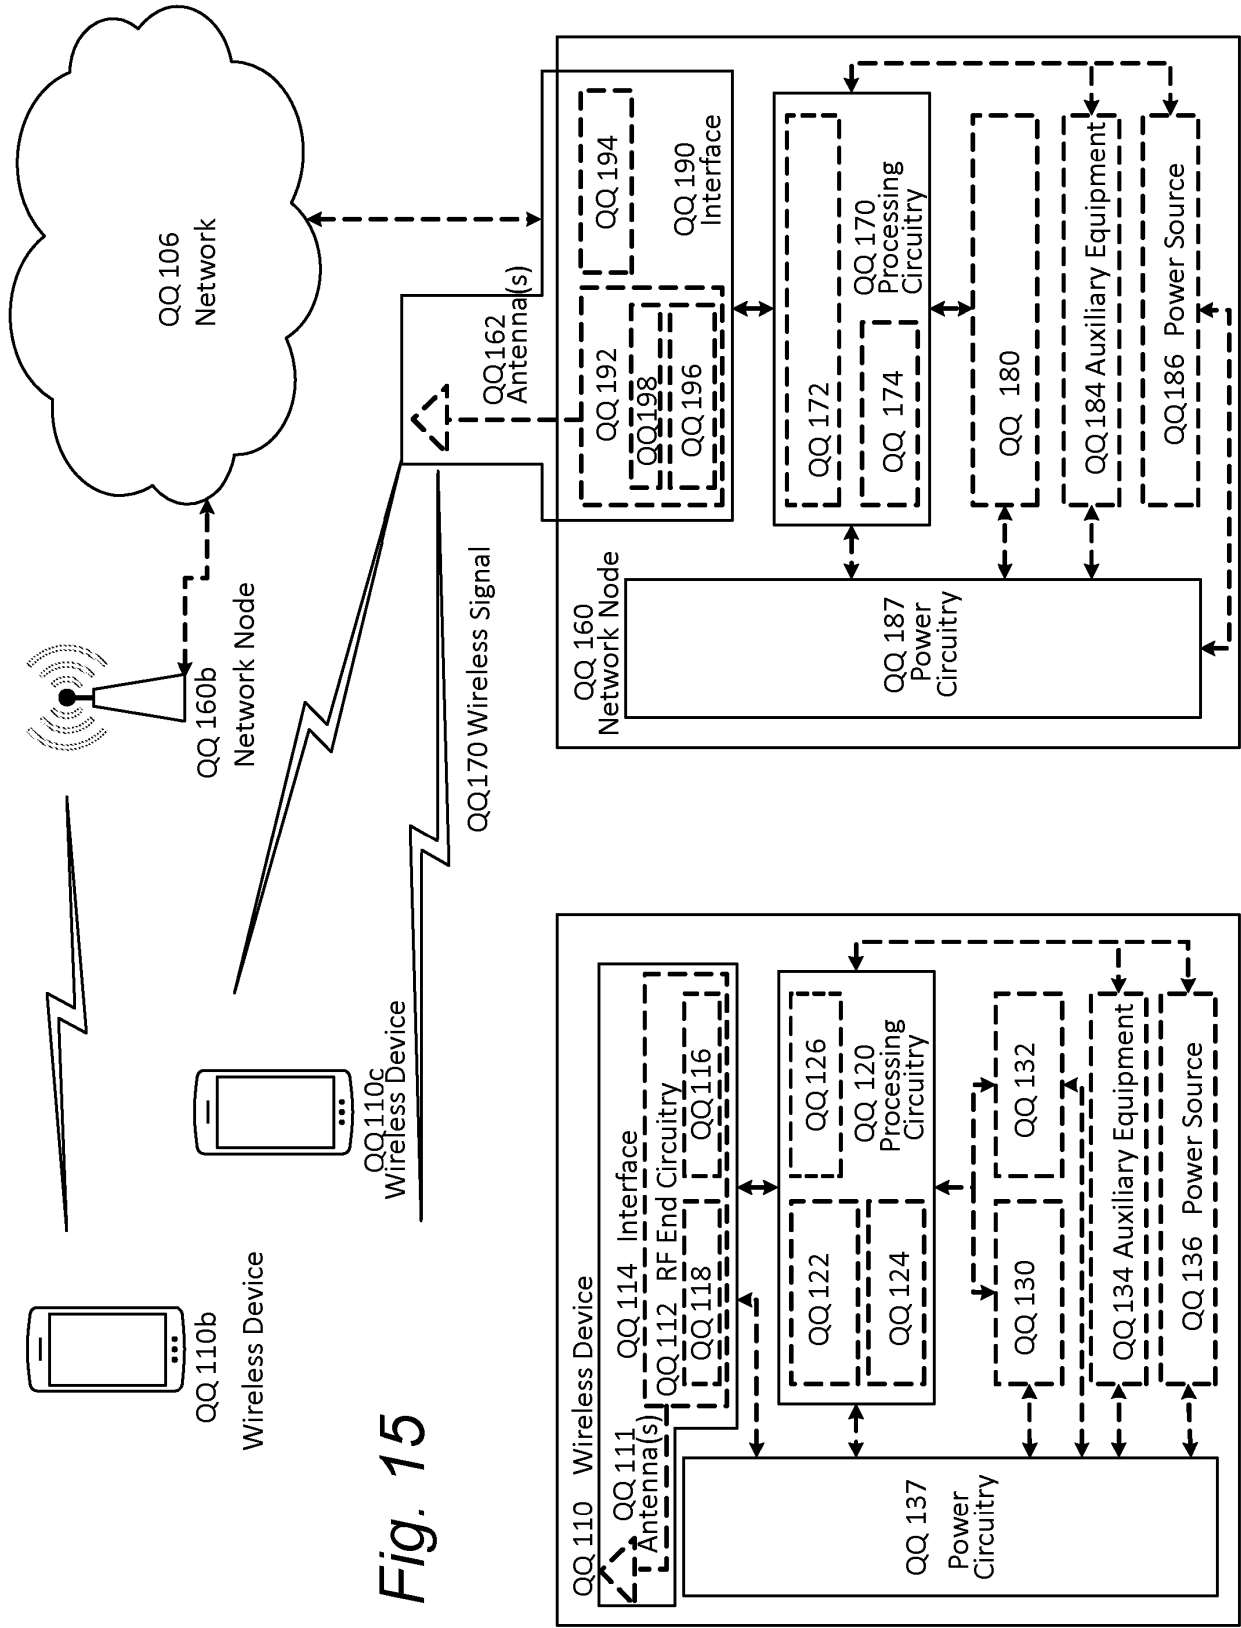 QQ 106
Network
QQ 160b
Network Node
QQ 110b
Wireless Device
QQ110c
Wireless Device
QQ170 Wireless Signal
Fig. 15
QQ 110 Wireless Device
QQ 111
Antenna(s)
QQ 114 Interface
QQ 112 RF End Circuitry
QQ 118
QQ 116
QQ 122
QQ 126
QQ 124
QQ 120
Processing
Circuitry
QQ 130
QQ 132
QQ 134 Auxiliary Equipment
QQ 136 Power Source
QQ 137
Power
Circuitry
QQ 160
Network Node
QQ162
Antenna(s)
QQ 192
QQ 194
QQ198
QQ 196
QQ 190
Interface
QQ 172
QQ 174
QQ 170
Processing
Circuitry
QQ 180
QQ184 Auxiliary Equipment
QQ186 Power Source
QQ 187
Power
Circuitry